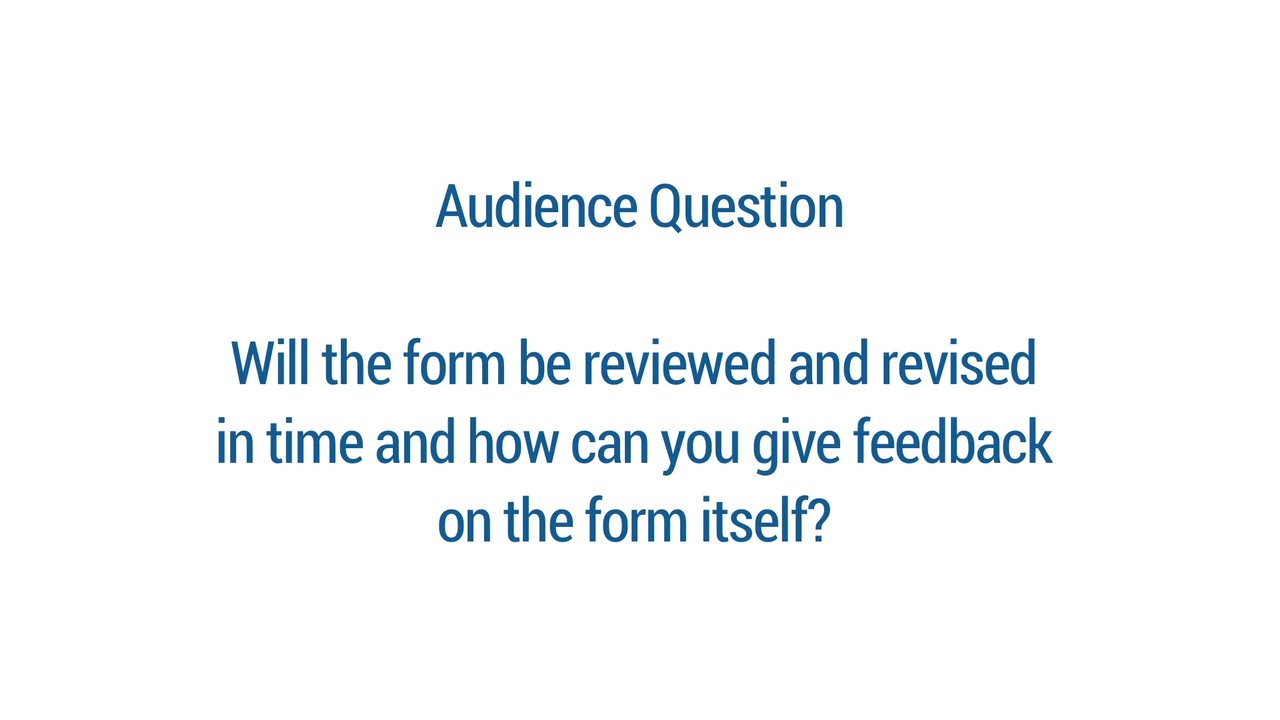 Audience Question
Will the form be reviewed and revised
in time and how can you give feedback
on the form itself?